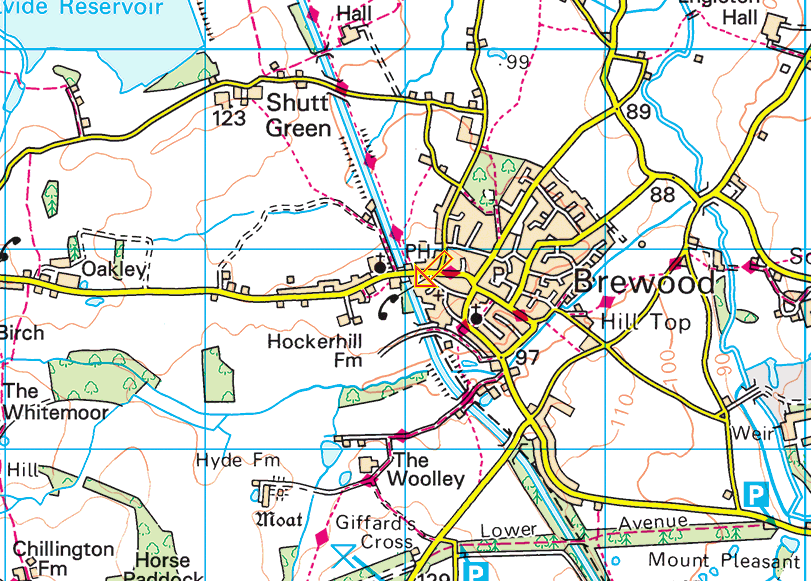 vide Reservoir
Hall
Hall
99
123
Shutt
Green
89
88
PH
P
Oakley
Brewood
Birch
Hill Top
Hockerhill
Fm
97
100
90
110
The
Whitemoor
Weir
Hyde Fm
Hill
The
Woolley
P
Moat
Giffard's
Cross
Lower
Avenue
Chillington
Fm
Horse
Paddock
129
P
Mount Pleasant